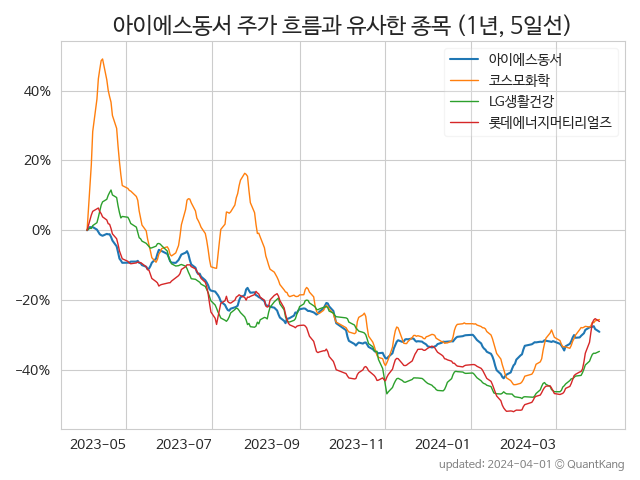 아이에스동서 주가 흐름과 유사한 종목 (1년, 5일선)
아이에스동서
코스모화학
LG생활건강
롯데에너지머티리얼즈
40%
20%
0%
−20%
−40%
2023-05 2023-07 2023-09 2023-11 2024-01 2024-03
updated: 2024-04-01 © QuantKang